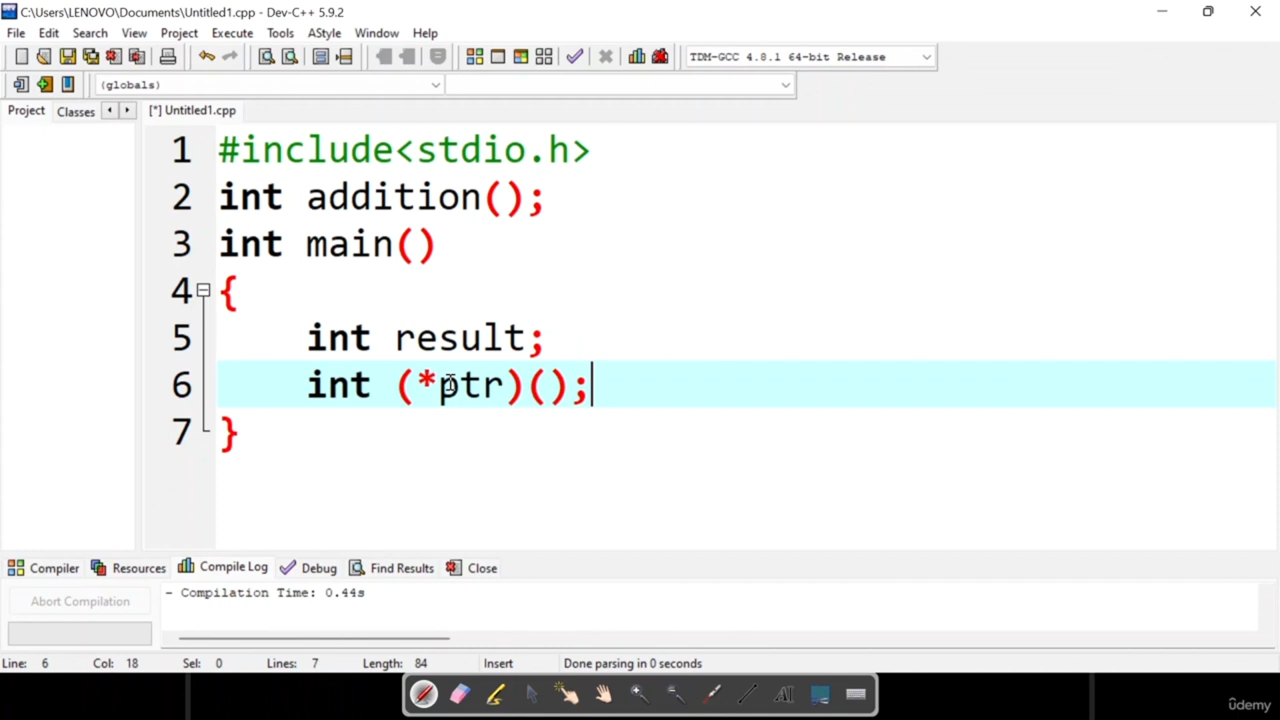 C:\Users\LENOVO\Documents\Untitled1.cpp - Dev-C++ 5.9.2
File Edit Search View Project Execute Tools AStyle Window Help
TDM-GCC 4.8.1 64-bit Release
(globals)
Project Classes [*] Untitled1.cpp
1 #include<stdio.h>
2 int addition();
3 int main()
4 {
5 int result;
6 int (*ptr)();
7 }
Compiler Resources Compile Log Debug Find Results Close
Abort Compilation
- Compilation Time: 0.44s
Line: 6 Col: 18 Sel: 0 Lines: 7 Length: 84 Insert Done parsing in 0 seconds
AI
ûdemy